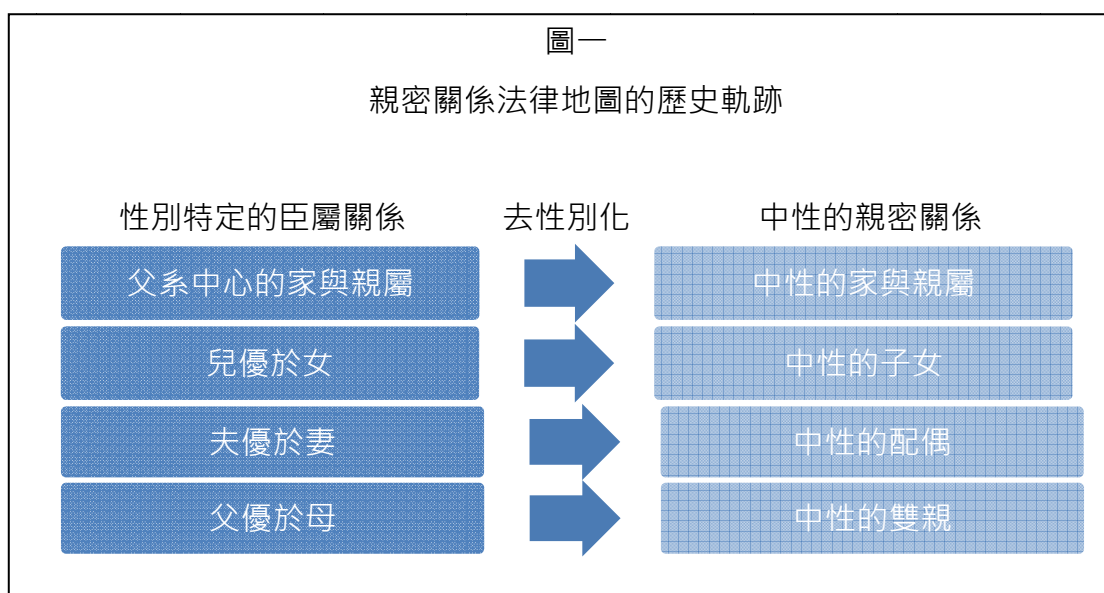 圖一
親密關係法律地圖的歷史軌跡
性別特定的臣屬關係 去性別化 中性的親密關係
父系中心的家與親屬 中性的家與親屬
兒優於女 中性的子女
夫優於妻 中性的配偶
父優於母 中性的雙親